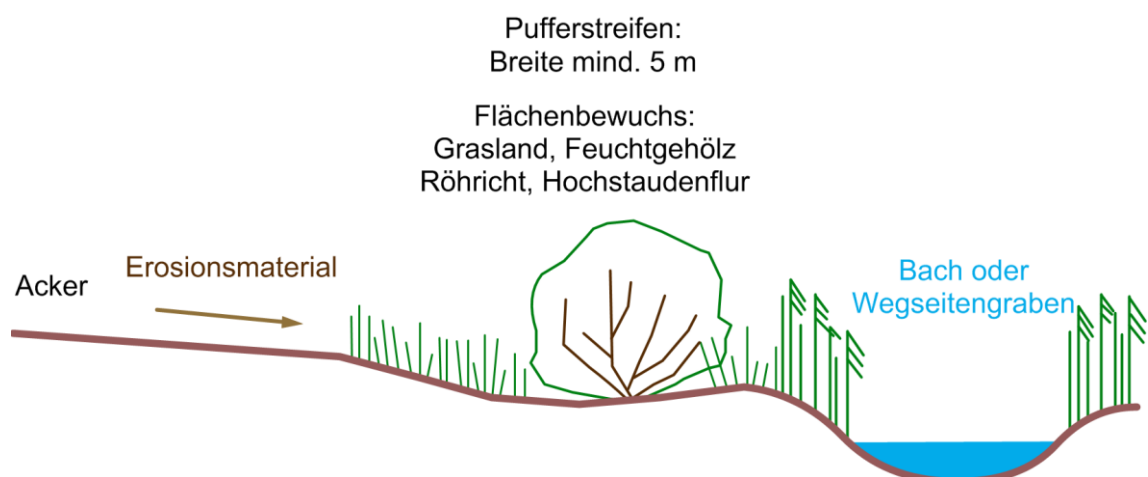 Pufferstreifen:
Breite mind. 5 m
Flächenbewuchs:
Grasland, Feuchtgehölz
Röhricht, Hochstaudenflur
Acker
Erosionsmaterial
Bach oder
Wegseitengraben